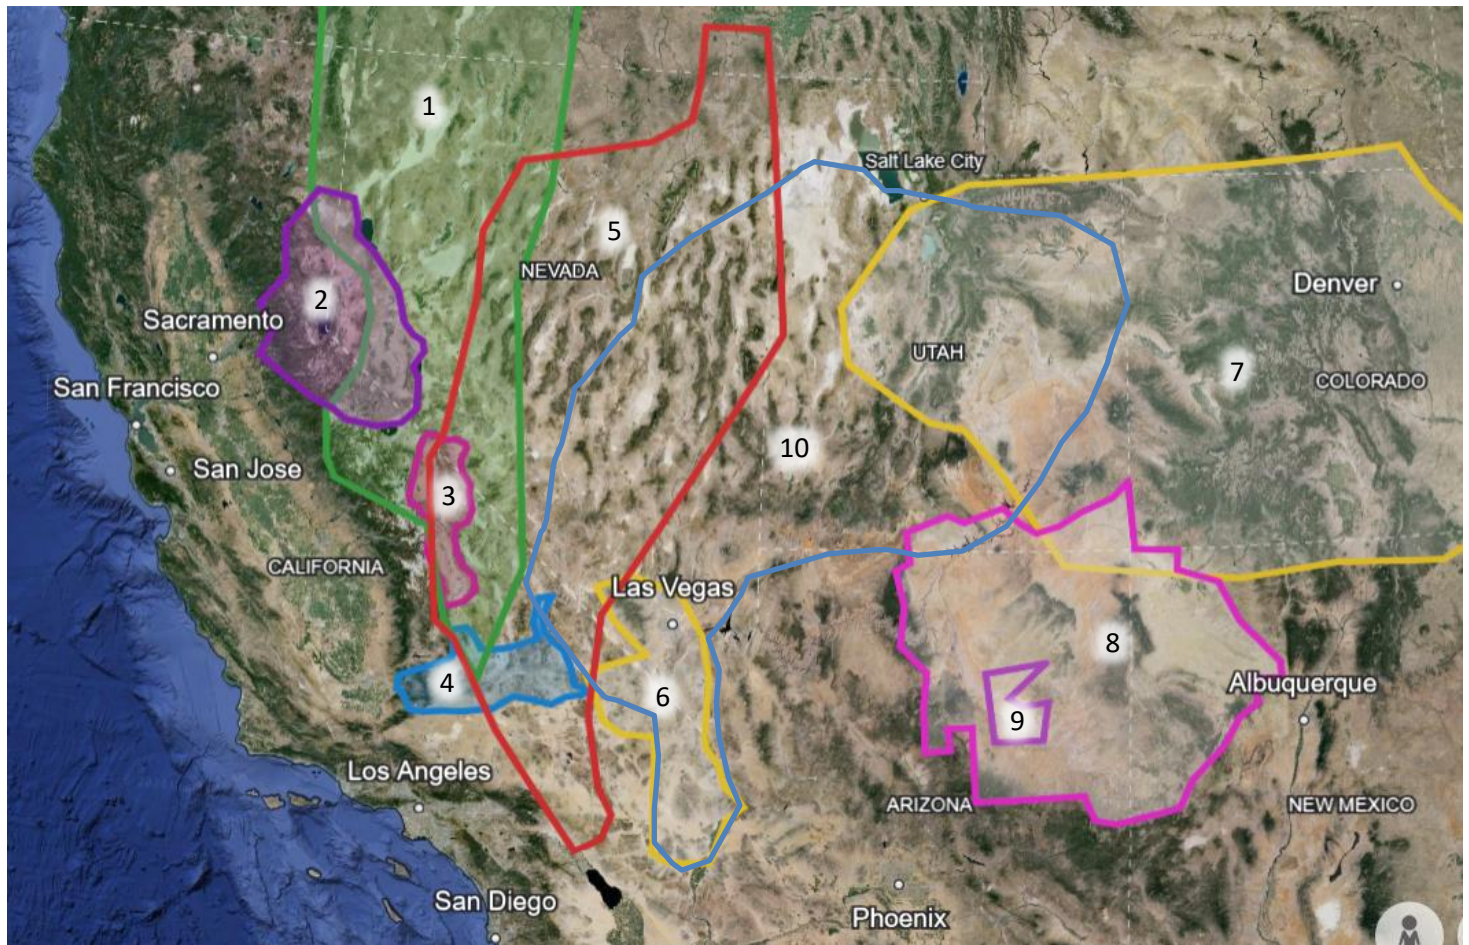 1
Salt Lake City
5
NEVADA
Denver
2
Sacramento
UTAH
7
San Francisco
COLORADO
10
San Jose
3
CALIFORNIA
Las Vegas
8
4
Albuquerque
6
9
Los Angeles
ARIZONA
NEW MEXICO
San Diego
Phoenix